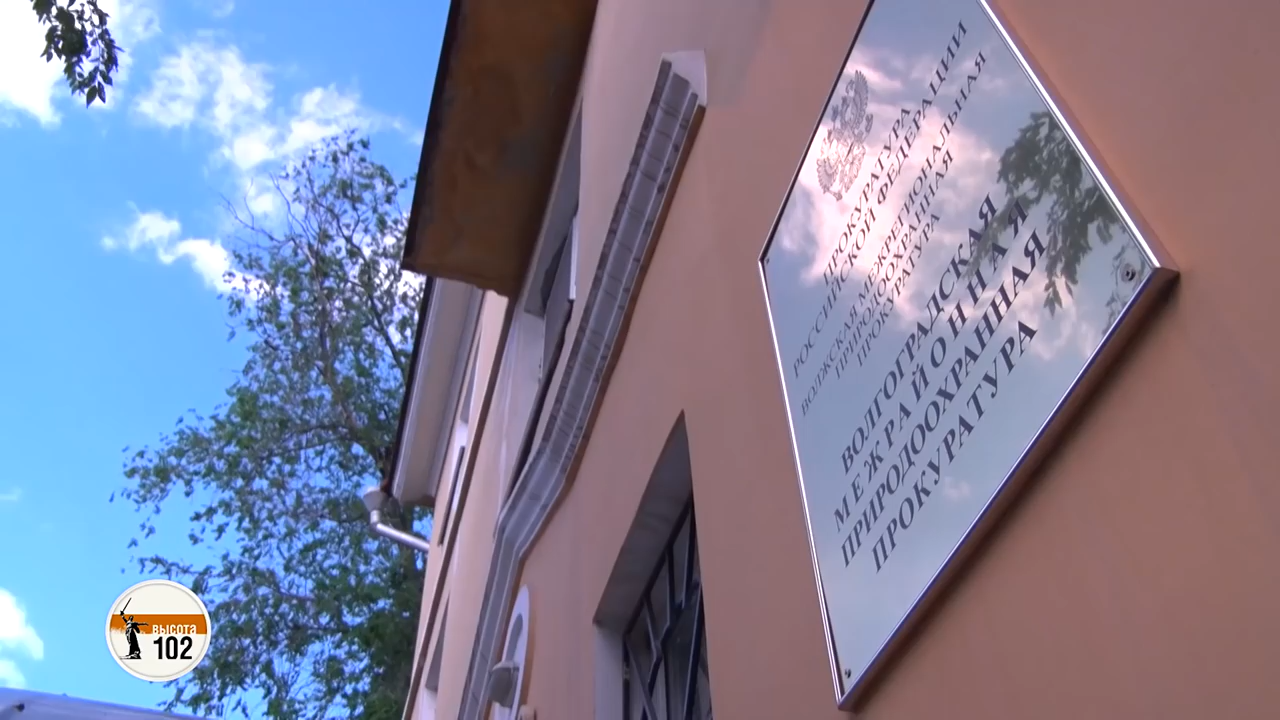 ПРОКУРАТУРА
РОССИЙСКОЙ ФЕДЕРАЦИИ
ВОЛЖСКАЯ МЕЖРЕГИОНАЛЬНАЯ
ПРИРОДООХРАННАЯ
ПРОКУРАТУРА
ВОЛГОГРАДСКАЯ
МЕЖРАЙОННАЯ
ПРИРОДООХРАННАЯ
ПРОКУРАТУРА
ВЫСОТА
102